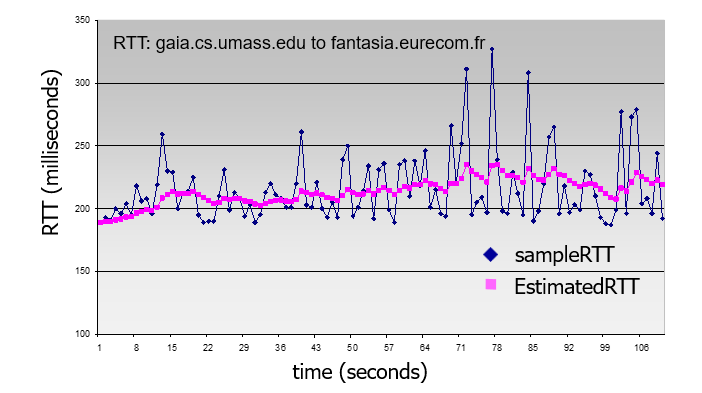 RTT: gaia.cs.umass.edu to fantasia.eurecom.fr
350
300
250
200
150
100
RTT (milliseconds)
sampleRTT
EstimatedRTT
1 8 15 22 29 36 43 50 57 64 71 78 85 92 99 106
time (seconds)